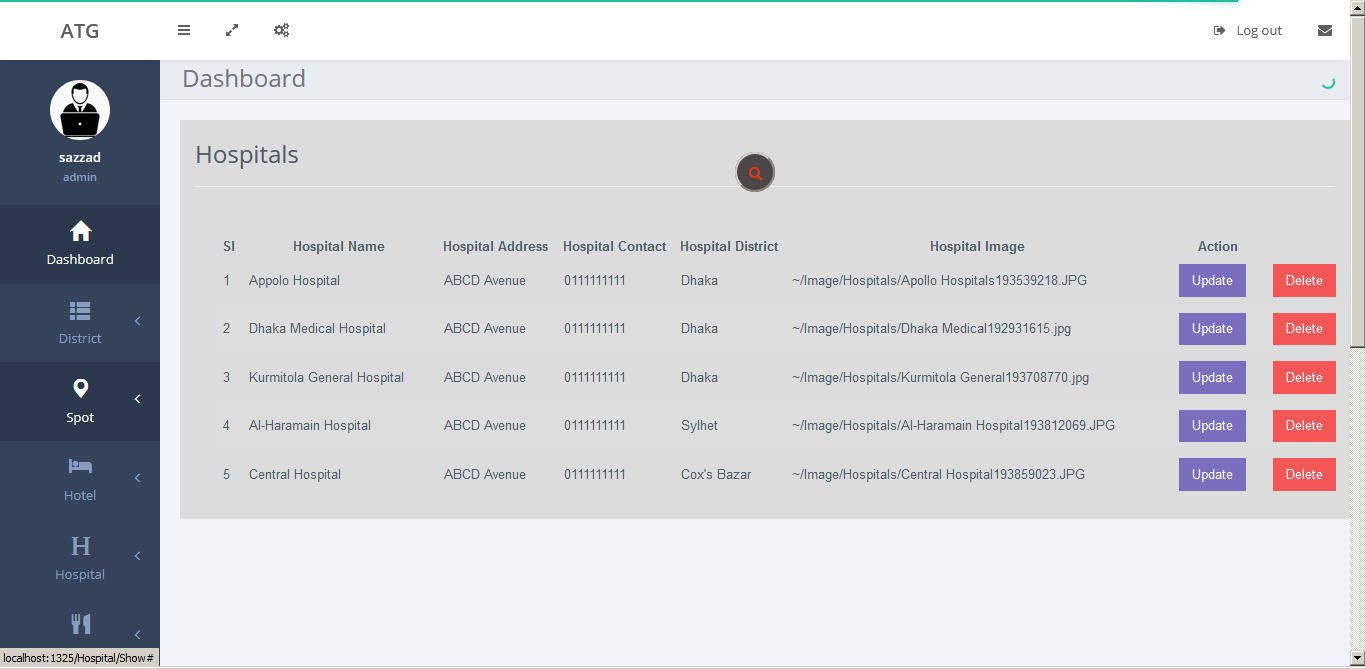 ATG
Log out
Dashboard
sazzad
admin
Dashboard
District
Spot
Hotel
H
Hospital
Hospitals
Sl Hospital Name Hospital Address Hospital Contact Hospital District Hospital Image Action
1 Appolo Hospital ABCD Avenue 0111111111 Dhaka ~/Image/Hospitals/Apollo Hospitals193539218.JPG Update Delete
2 Dhaka Medical Hospital ABCD Avenue 0111111111 Dhaka ~/Image/Hospitals/Dhaka Medical192931615.jpg Update Delete
3 Kurmitola General Hospital ABCD Avenue 0111111111 Dhaka ~/Image/Hospitals/Kurmitola General193708770.jpg Update Delete
4 Al-Haramain Hospital ABCD Avenue 0111111111 Sylhet ~/Image/Hospitals/Al-Haramain Hospital193812069.JPG Update Delete
5 Central Hospital ABCD Avenue 0111111111 Cox's Bazar ~/Image/Hospitals/Central Hospital193859023.JPG Update Delete
localhost:1325/Hospital/Show#